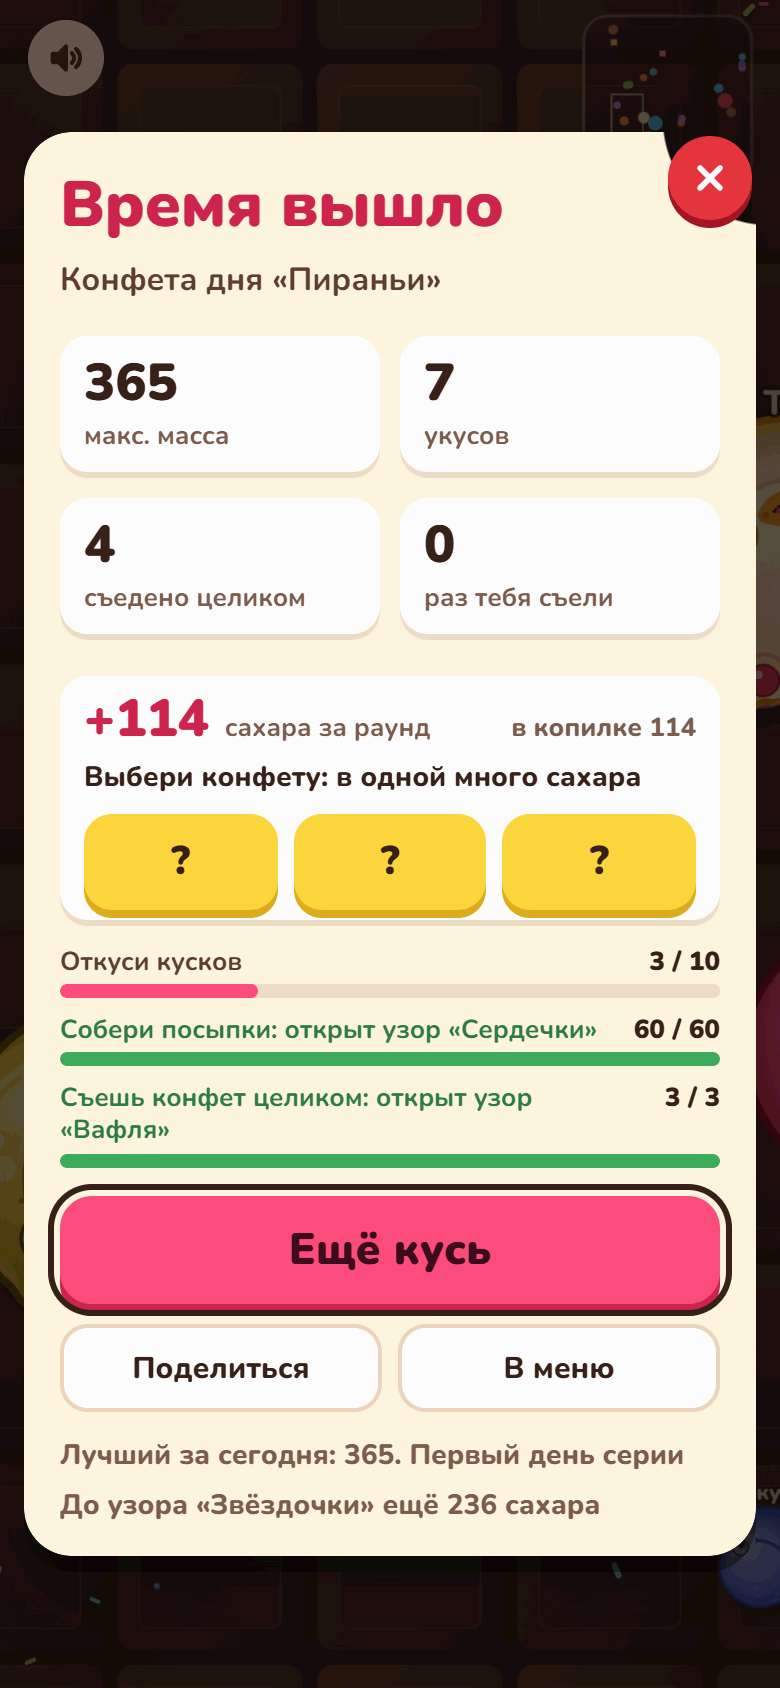 Время вышло
Конфета дня «Пираньи»
365
макс. масса
7
укусов
4
съедено целиком
0
раз тебя съели
+114 сахара за раунд
в копилке 114
Выбери конфету: в одной много сахара
? ? ?
Откуси кусков 3 / 10
Собери посыпки: открыт узор «Сердечки» 60 / 60
Съешь конфет целиком: открыт узор «Вафля» 3 / 3
Ещё кусь
Поделиться
В меню
Лучший за сегодня: 365. Первый день серии
До узора «Звёздочки» ещё 236 сахара